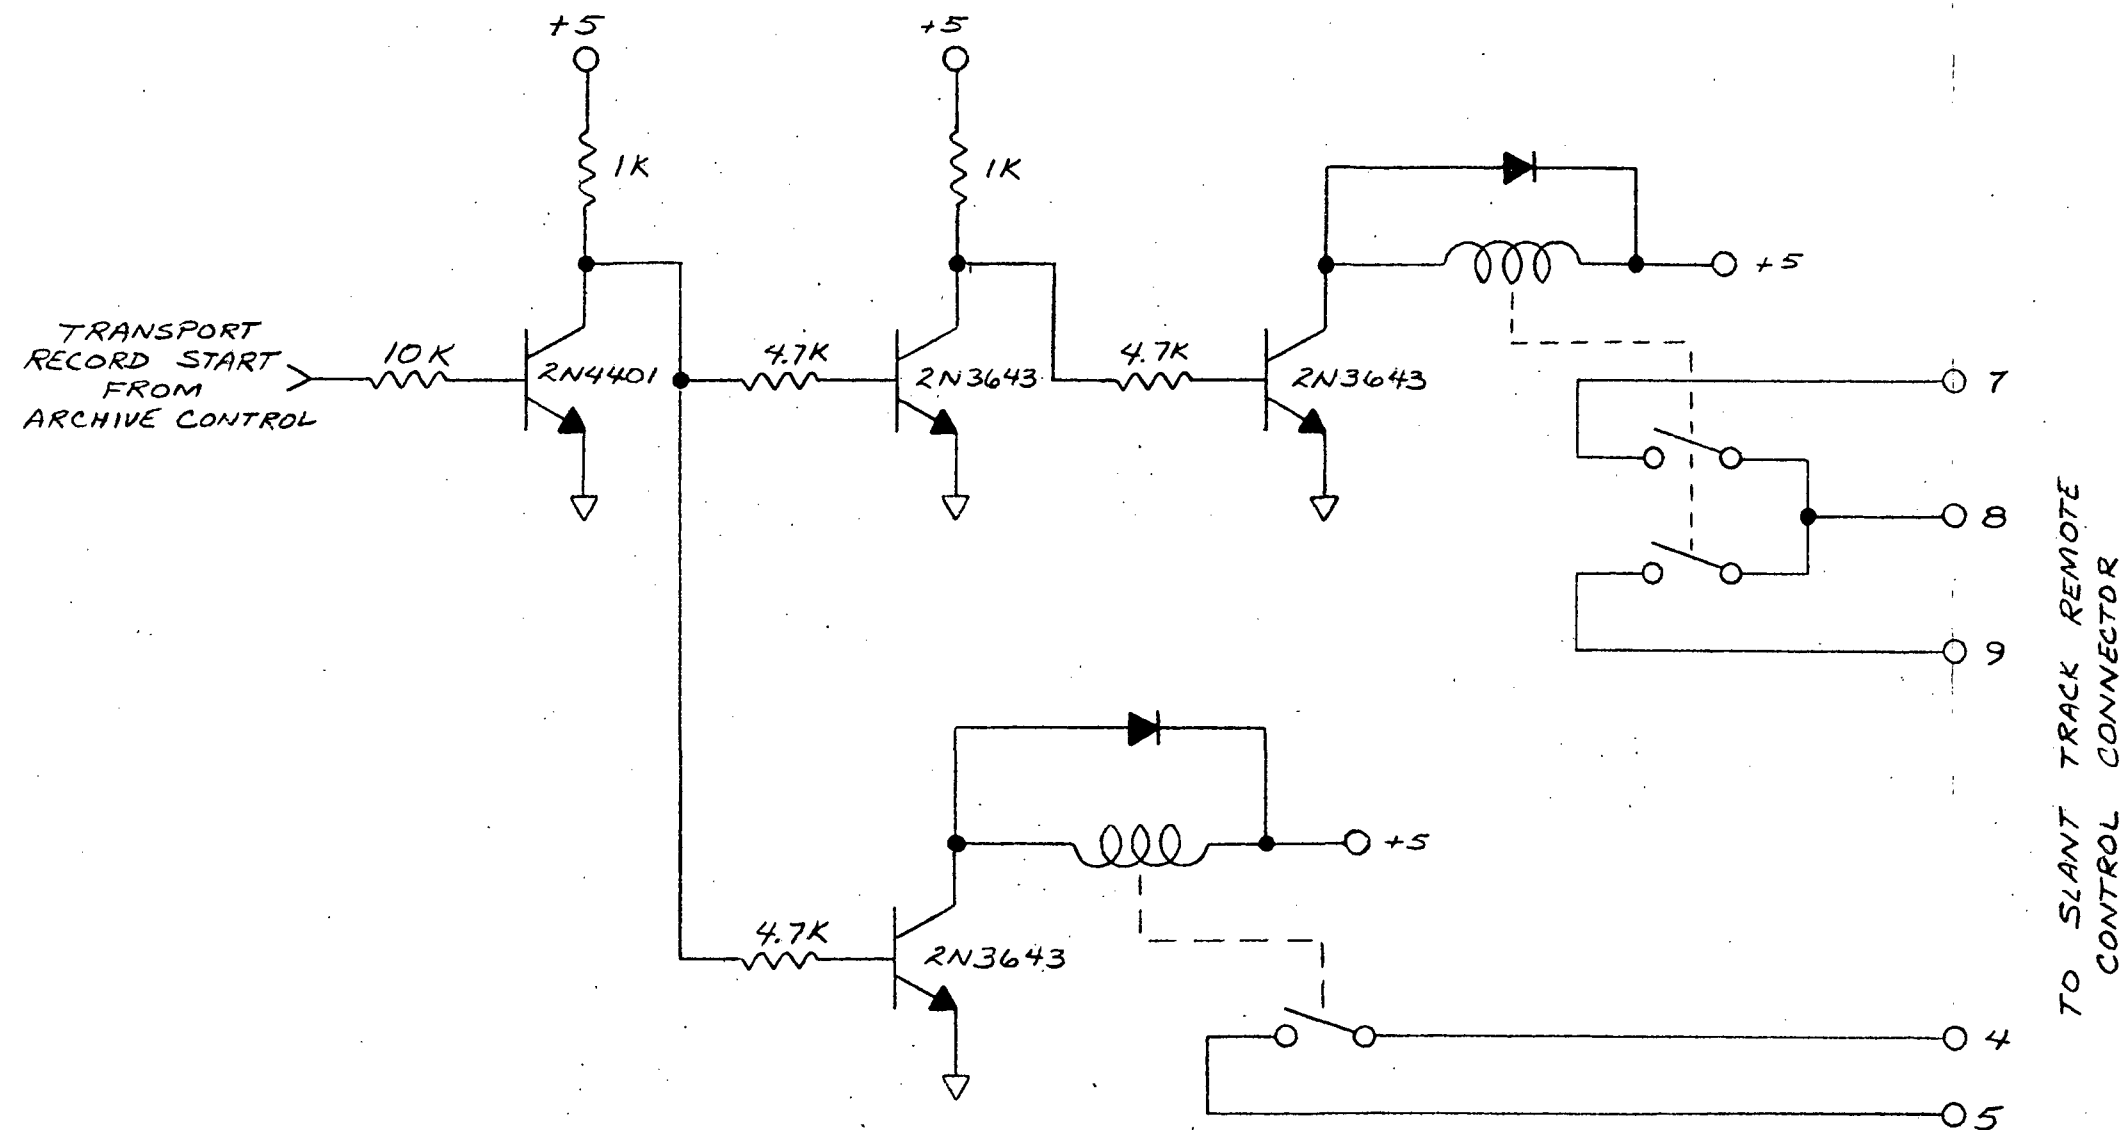 +5
+5
1K
1K
+5
TRANSPORT
RECORD START
FROM
ARCHIVE CONTROL
10K
2N4401
4.7K
2N3643
4.7K
2N3643
7
8
9
TO SLANT TRACK REMOTE
CONTROL CONNECTOR
+5
4.7K
2N3643
4
5